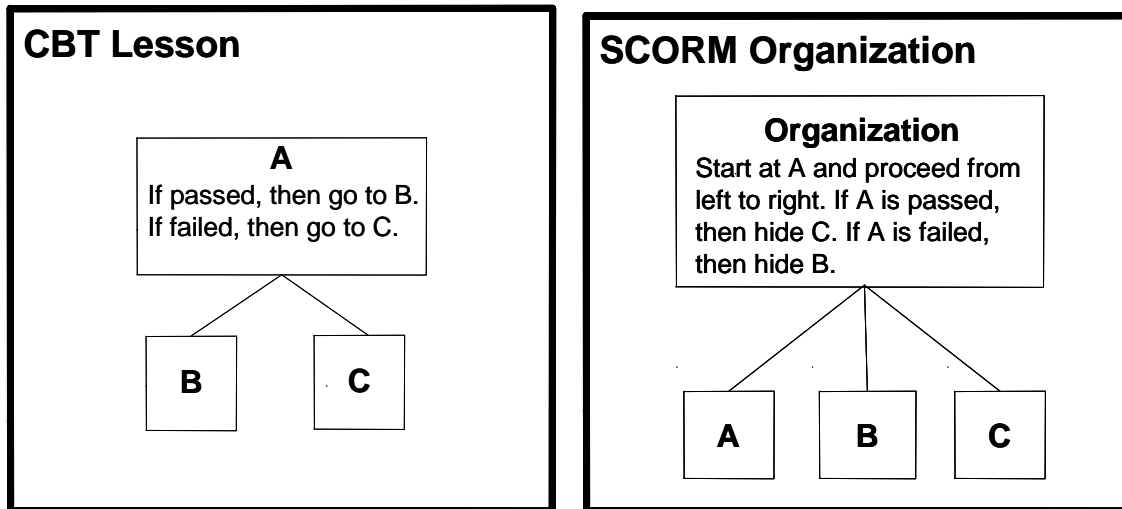 CBT Lesson
A
If passed, then go to B.
If failed, then go to C.
B
C
SCORM Organization
Organization
Start at A and proceed from
left to right. If A is passed,
then hide C. If A is failed,
then hide B.
A
B
C